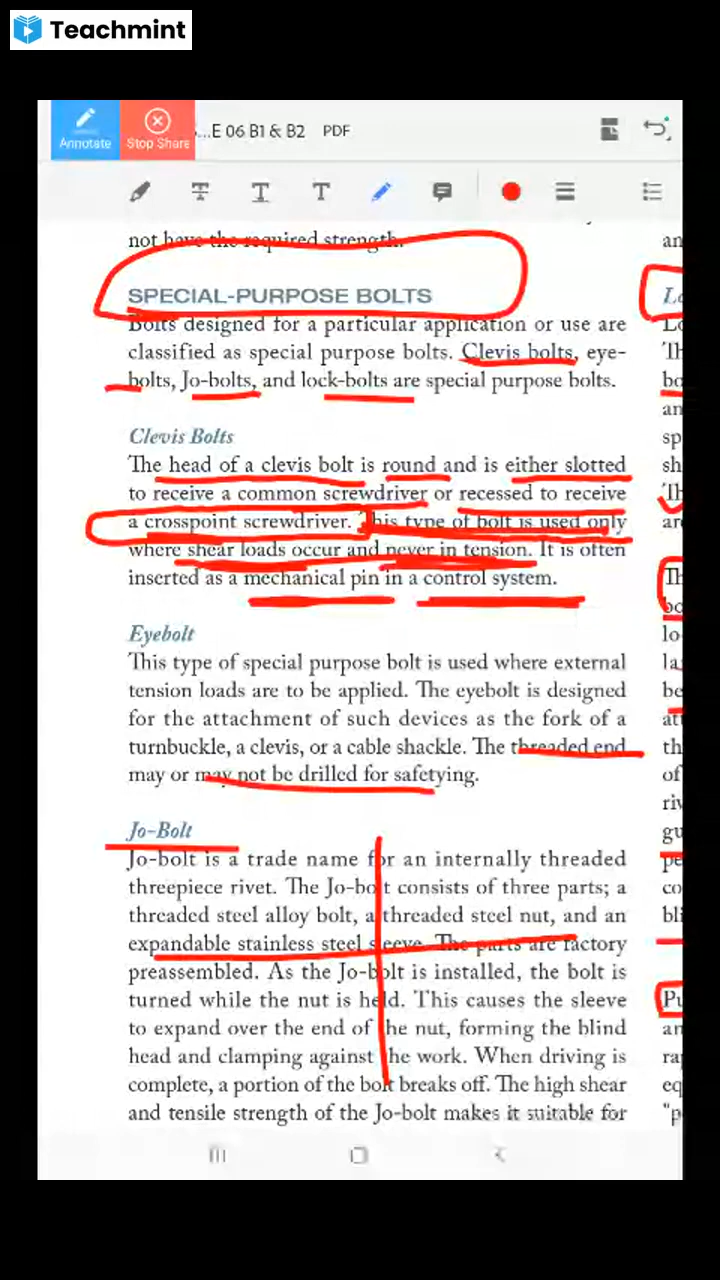 Teachmint
Annotate
Stop Share
...E 06 B1 & B2 PDF
not have the required strength.
an
SPECIAL-PURPOSE BOLTS
Bolts designed for a particular application or use are
classified as special purpose bolts. Clevis bolts, eye-
bolts, Jo-bolts, and lock-bolts are special purpose bolts.
Clevis Bolts
The head of a clevis bolt is round and is either slotted
to receive a common screwdriver or recessed to receive
a crosspoint screwdriver. This type of bolt is used only
where shear loads occur and never in tension. It is often
inserted as a mechanical pin in a control system.
Eyebolt
This type of special purpose bolt is used where external
tension loads are to be applied. The eyebolt is designed
for the attachment of such devices as the fork of a
turnbuckle, a clevis, or a cable shackle. The threaded end
may or may not be drilled for safetying.
Jo-Bolt
Jo-bolt is a trade name for an internally threaded
threepiece rivet. The Jo-bolt consists of three parts; a
threaded steel alloy bolt, a threaded steel nut, and an
expandable stainless steel sleeve. The parts are factory
preassembled. As the Jo-bolt is installed, the bolt is
turned while the nut is held. This causes the sleeve
to expand over the end of the nut, forming the blind
head and clamping against the work. When driving is
complete, a portion of the bolt breaks off. The high shear
and tensile strength of the Jo-bolt makes it suitable for